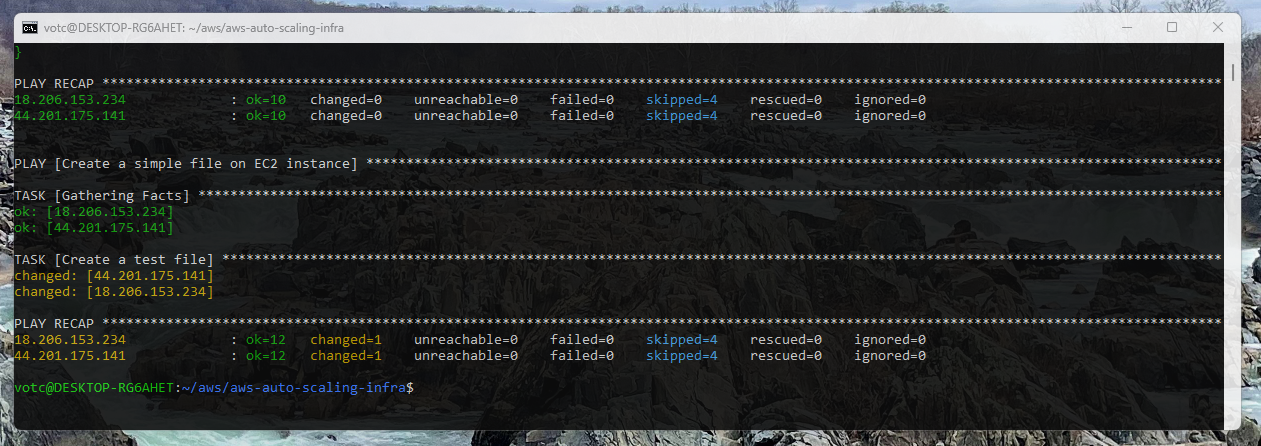 votc@DESKTOP-RG6AHET: ~/aws/aws-auto-scaling-infra
}
PLAY RECAP ********************************************************************************************************************************************
18.206.153.234             : ok=10   changed=0    unreachable=0    failed=0    skipped=4    rescued=0    ignored=0
44.201.175.141             : ok=10   changed=0    unreachable=0    failed=0    skipped=4    rescued=0    ignored=0
PLAY [Create a simple file on EC2 instance] ***********************************************************************************************************
TASK [Gathering Facts] ********************************************************************************************************************************
ok: [18.206.153.234]
ok: [44.201.175.141]
TASK [Create a test file] *****************************************************************************************************************************
changed: [44.201.175.141]
changed: [18.206.153.234]
PLAY RECAP ********************************************************************************************************************************************
18.206.153.234             : ok=12   changed=1    unreachable=0    failed=0    skipped=4    rescued=0    ignored=0
44.201.175.141             : ok=12   changed=1    unreachable=0    failed=0    skipped=4    rescued=0    ignored=0
votc@DESKTOP-RG6AHET:~/aws/aws-auto-scaling-infra$